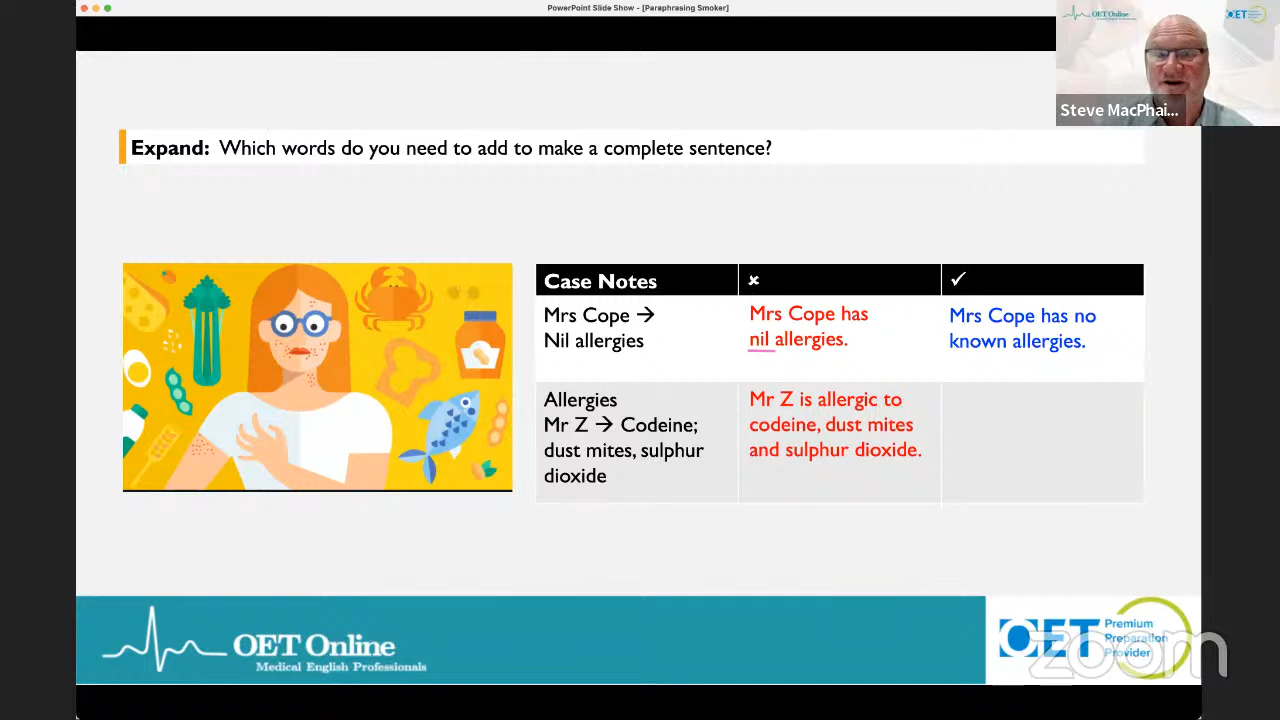 PowerPoint Slide Show - [Paraphrasing Smoker]
OET Online
OET
Steve MacPhai...
Expand: Which words do you need to add to make a complete sentence?
Case Notes
✘
✓
Mrs Cope →
Nil allergies
Mrs Cope has
nil allergies.
Mrs Cope has no
known allergies.
Allergies
Mr Z → Codeine;
dust mites, sulphur
dioxide
Mr Z is allergic to
codeine, dust mites
and sulphur dioxide.
OET Online
Medical English Professionals
OET
Premium
Preparation
Provider
zoom